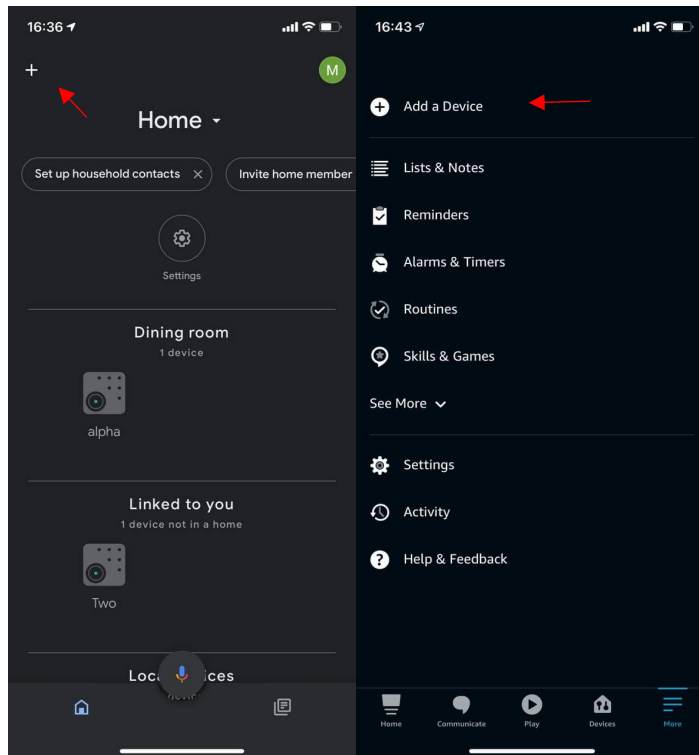 16:36
M
Home
Set up household contacts
Invite home member
Settings
Dining room
1 device
alpha
Linked to you
1 device not in a home
Two
16:43
Add a Device
Lists & Notes
Reminders
Alarms & Timers
Routines
Skills & Games
See More
Settings
Activity
Help & Feedback
Home
Communicate
Play
Devices
More